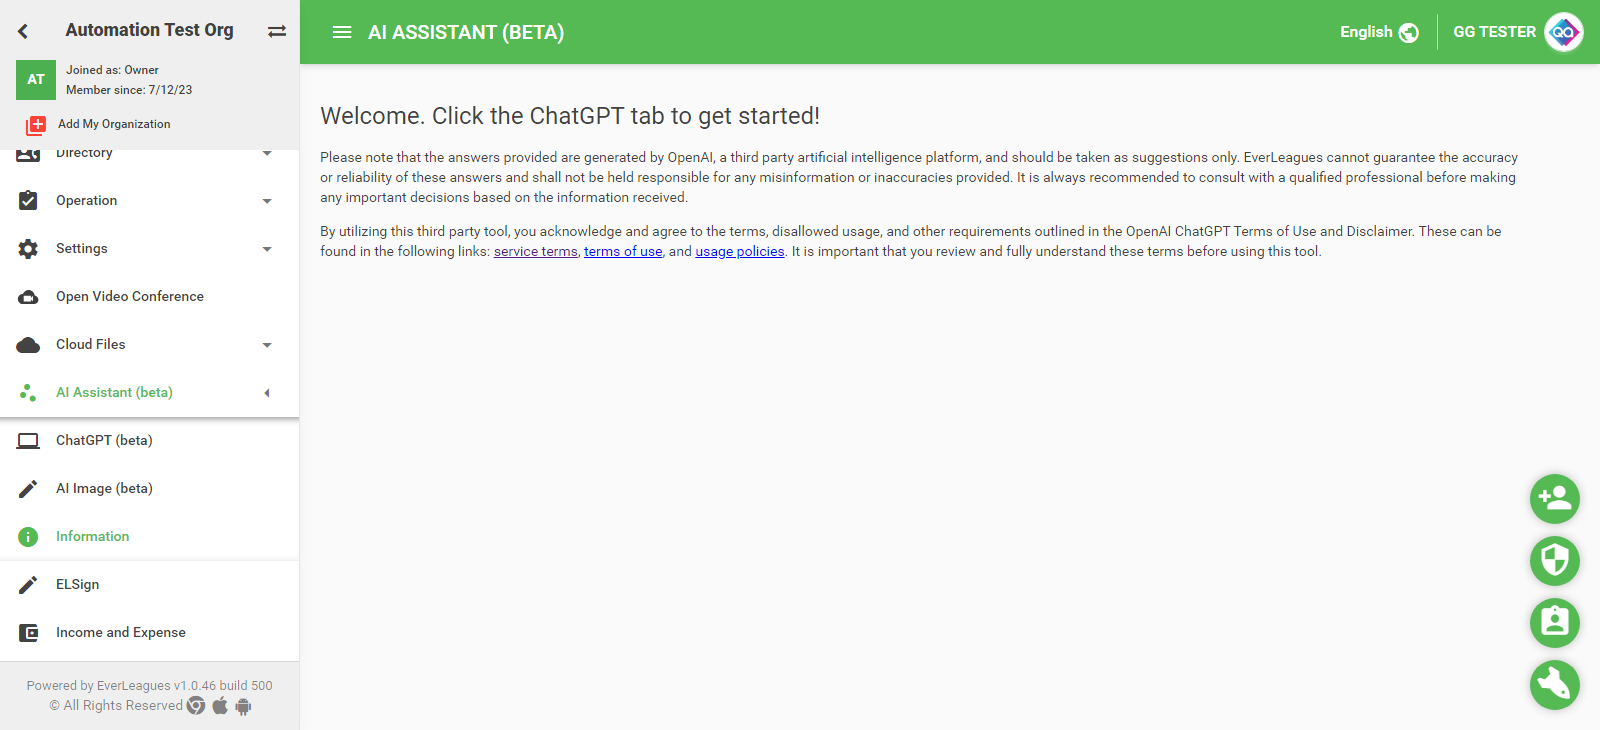 Automation Test Org
AT
Joined as: Owner
Member since: 7/12/23
Add My Organization
Directory
Operation
Settings
Open Video Conference
Cloud Files
AI Assistant (beta)
ChatGPT (beta)
AI Image (beta)
Information
ELSign
Income and Expense
Powered by EverLeagues v1.0.46 build 500
© All Rights Reserved
AI ASSISTANT (BETA)
English
GG TESTER
QA
Welcome. Click the ChatGPT tab to get started!
Please note that the answers provided are generated by OpenAI, a third party artificial intelligence platform, and should be taken as suggestions only. EverLeagues cannot guarantee the accuracy
or reliability of these answers and shall not be held responsible for any misinformation or inaccuracies provided. It is always recommended to consult with a qualified professional before making
any important decisions based on the information received.
By utilizing this third party tool, you acknowledge and agree to the terms, disallowed usage, and other requirements outlined in the OpenAI ChatGPT Terms of Use and Disclaimer. These can be
found in the following links: service terms, terms of use, and usage policies. It is important that you review and fully understand these terms before using this tool.